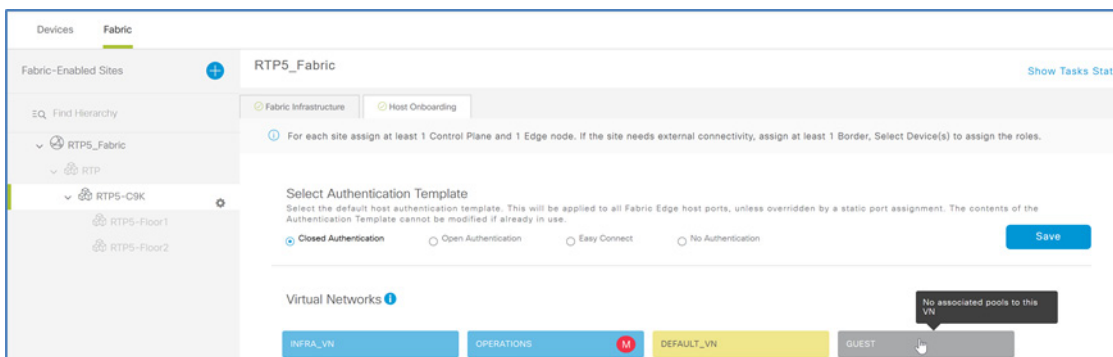 Devices
Fabric
Fabric-Enabled Sites
RTP5_Fabric
Show Tasks Stat
Find Hierarchy
Fabric Infrastructure
Host Onboarding
RTP5_Fabric
For each site assign at least 1 Control Plane and 1 Edge node. If the site needs external connectivity, assign at least 1 Border, Select Device(s) to assign the roles.
RTP
RTP5-C9K
RTP5-Floor1
RTP5-Floor2
Select Authentication Template
Select the default host authentication template. This will be applied to all Fabric Edge host ports, unless overridden by a static port assignment. The contents of the
Authentication Template cannot be modified if already in use.
Closed Authentication
Open Authentication
Easy Connect
No Authentication
Save
Virtual Networks
No associated pools to this
VN
INFRA_VN
OPERATIONS
M
DEFAULT_VN
GUEST